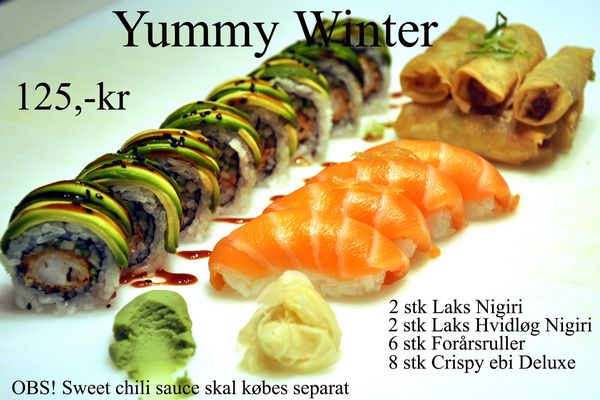 Yummy Winter
125,-kr
2 stk Laks Nigiri
2 stk Laks Hvidløg Nigiri
6 stk Forårsruller
8 stk Crispy ebi Deluxe
OBS! Sweet chili sauce skal købes separat